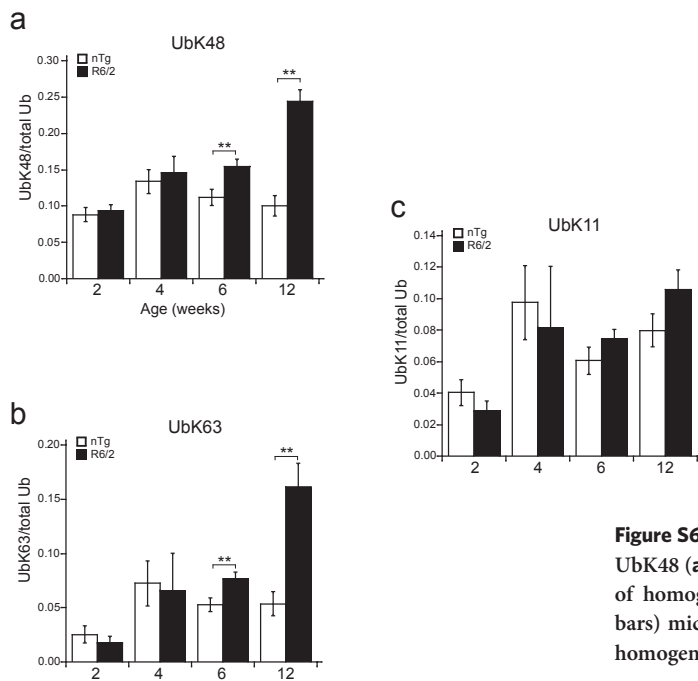 a
UbK48
nTg
R6/2
UbK48/total Ub
0.30
0.25
0.20
0.15
0.10
0.05
0.00
**
**
2 4 6 12
Age (weeks)
b
UbK63
nTg
R6/2
UbK63/total Ub
0.20
0.15
0.10
0.05
0.00
**
**
2 4 6 12
c
UbK11
nTg
R6/2
UbK11/total Ub
0.14
0.12
0.10
0.08
0.06
0.04
0.02
0.00
2 4 6 12
Figure S6
UbK48 (a
of homog
bars) mic
homogen